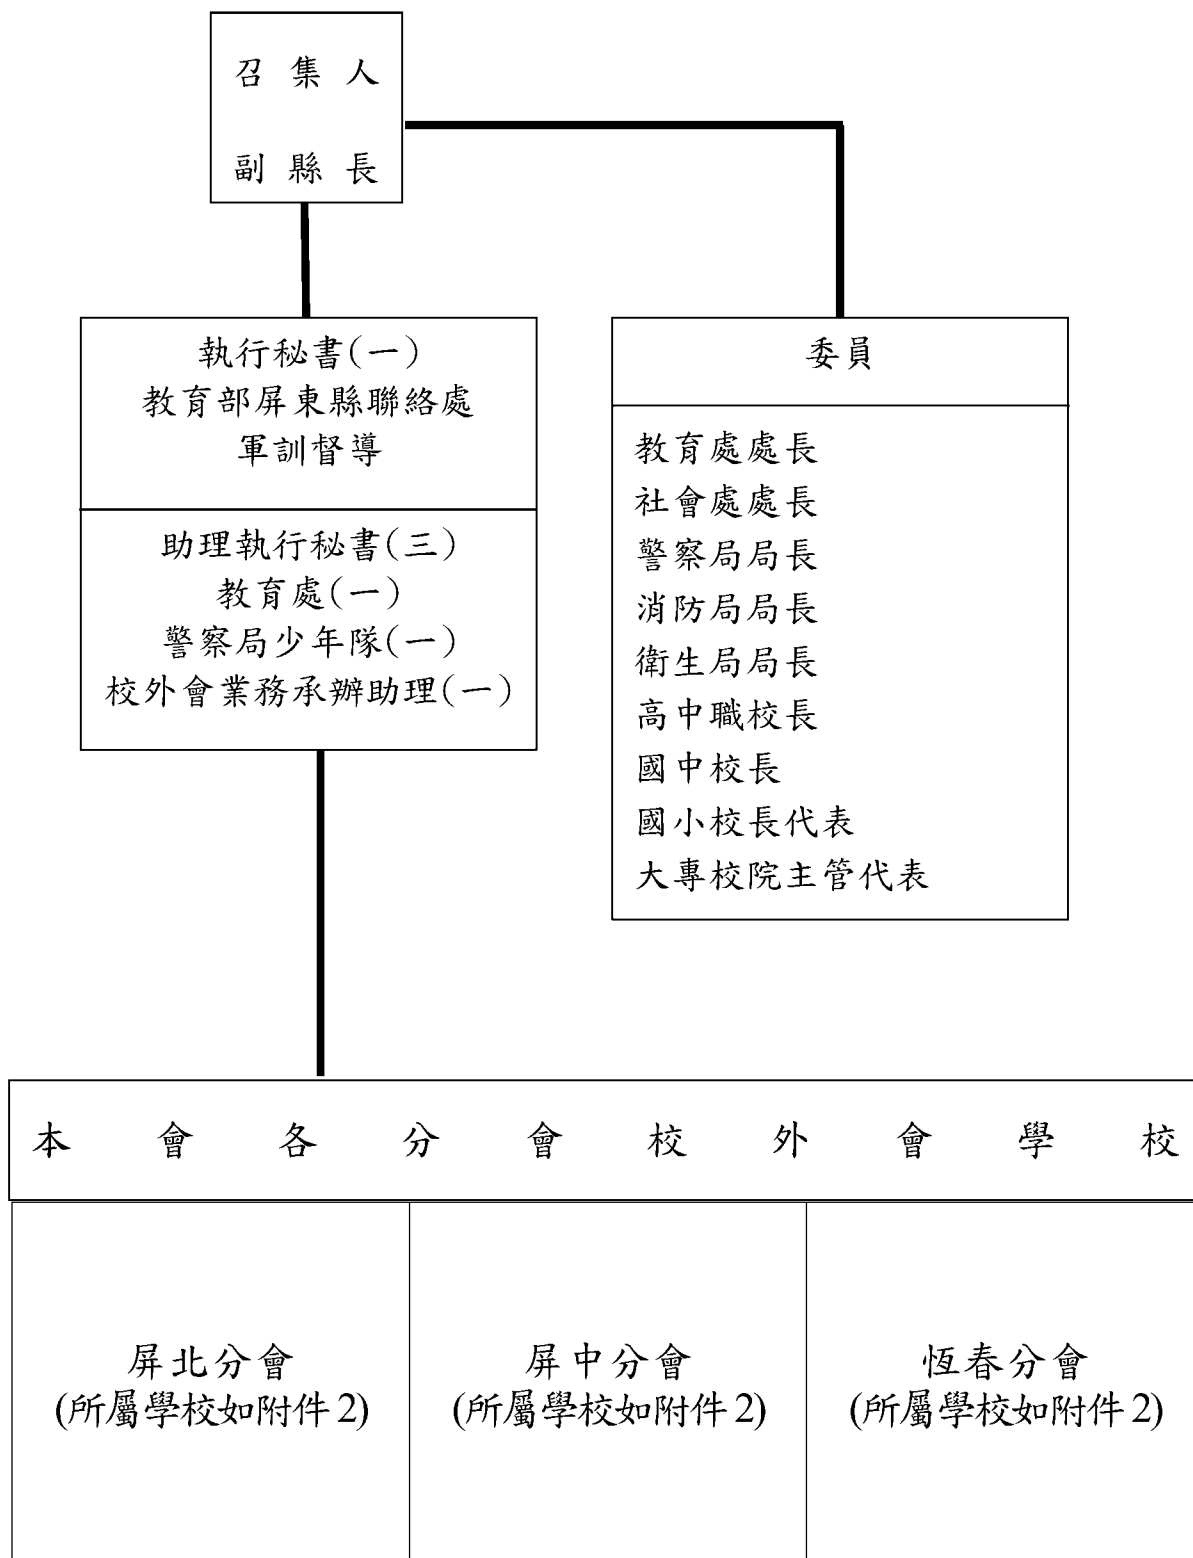 召集人
副縣長
執行秘書(一)
教育部屏東縣聯絡處
軍訓督導
助理執行秘書(三)
教育處(一)
警察局少年隊(一)
校外會業務承辦助理(一)
委員
教育處處長
社會處處長
警察局局長
消防局局長
衛生局局長
高中職校長
國中校長
國小校長代表
大專校院主管代表
本會各分會校外會學校
屏北分會
(所屬學校如附件2)
屏中分會
(所屬學校如附件2)
恆春分會
(所屬學校如附件2)